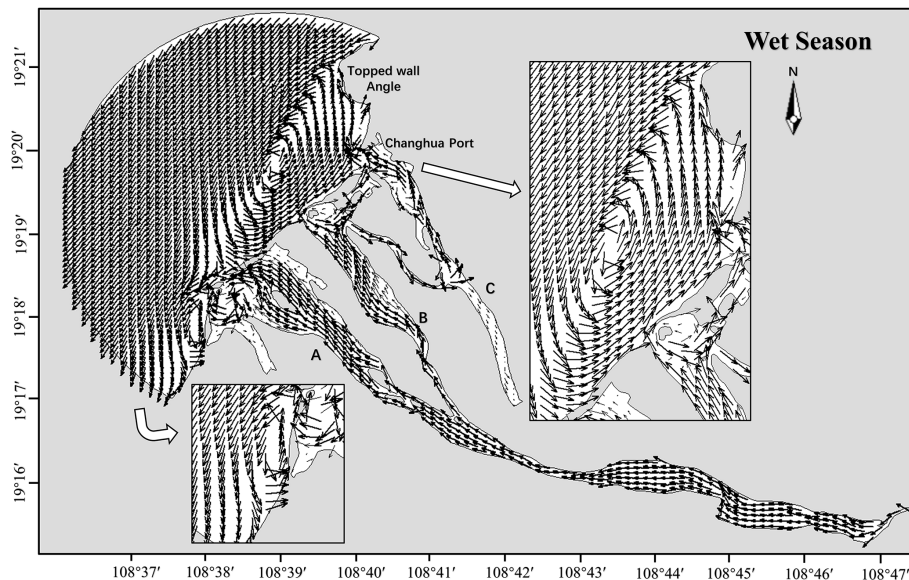 Wet Season
N
Topped wall
Angle
Changhua Port
A
B
C
19°21′
19°20′
19°19′
19°18′
19°17′
19°16′
108°37′
108°38′
108°39′
108°40′
108°41′
108°42′
108°43′
108°44′
108°45′
108°46′
108°47′